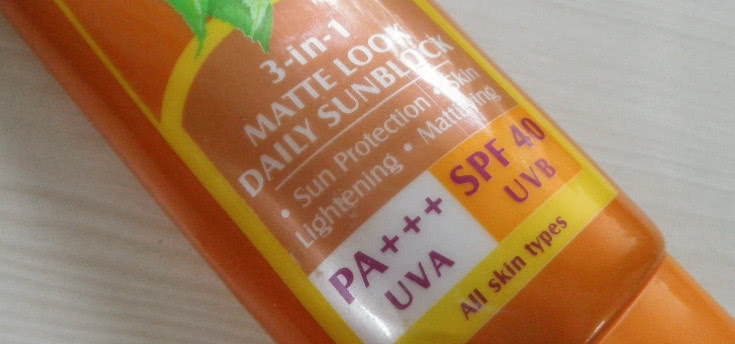 3-in-1
MATTE LOOK
DAILY SUNBLOCK
• Sun Protection • Skin
Lightening • Mattifying
PA+++ SPF 40
UVA UVB
All skin types